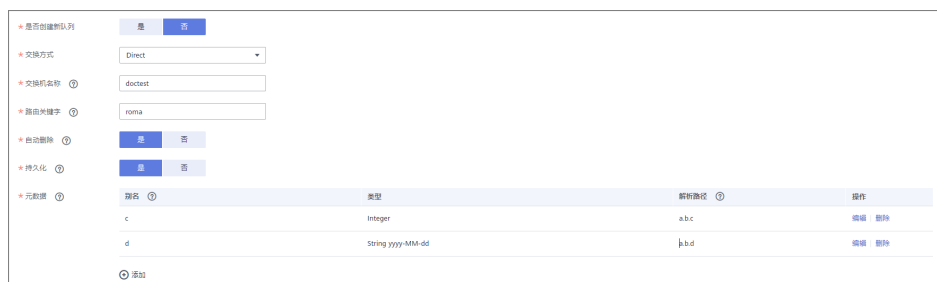 * 是否创建新队列 是 否
* 交换方式 Direct
* 交换机名称 ? doctest
* 路由关键字 ? roma
* 自动删除 ? 是 否
* 持久化 ? 是 否
* 元数据 ? 别名 ? 类型 解析路径 ? 操作
c Integer a.b.c 编辑 | 删除
d String yyyy-MM-dd a.b.d 编辑 | 删除
添加